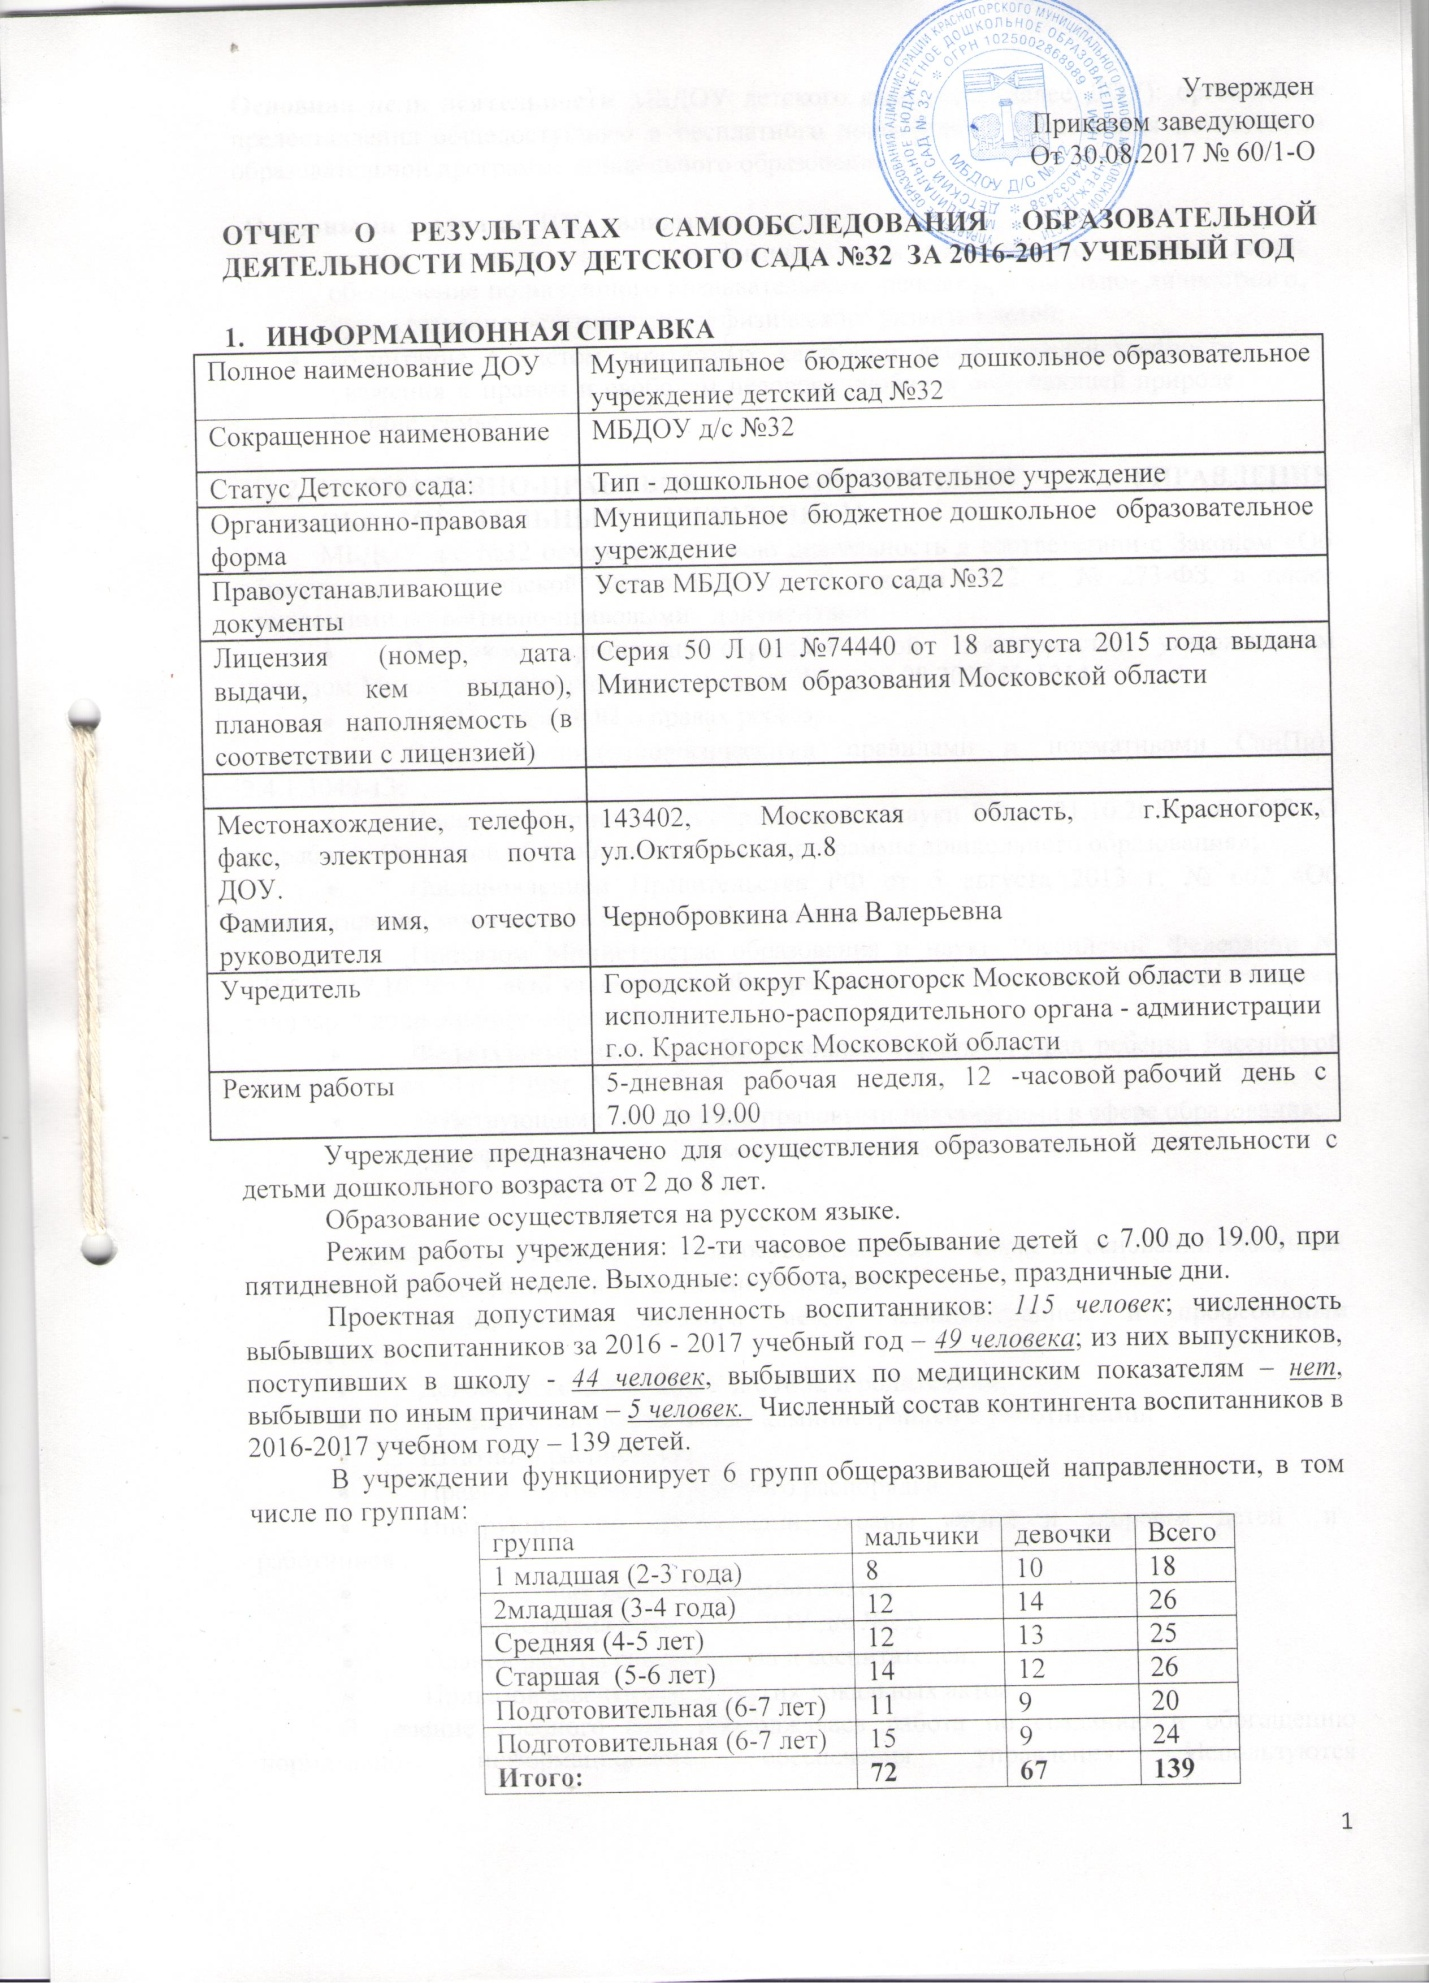 Утвержден
Приказом заведующего
От 30.08.2017 № 60/1-О
ОТЧЕТ О РЕЗУЛЬТАТАХ САМООБСЛЕДОВАНИЯ ОБРАЗОВАТЕЛЬНОЙ
ДЕЯТЕЛЬНОСТИ МБДОУ ДЕТСКОГО САДА №32 ЗА 2016-2017 УЧЕБНЫЙ ГОД
1. ИНФОРМАЦИОННАЯ СПРАВКА
Полное наименование ДОУ
Муниципальное бюджетное дошкольное образовательное
учреждение детский сад №32
Сокращенное наименование
МБДОУ д/с №32
Статус Детского сада:
Тип - дошкольное образовательное учреждение
Организационно-правовая
форма
Муниципальное бюджетное дошкольное образовательное
учреждение
Правоустанавливающие
документы
Устав МБДОУ детского сада №32
Лицензия (номер, дата
выдачи, кем выдано),
плановая наполняемость (в
соответствии с лицензией)
Серия 50 Л 01 №74440 от 18 августа 2015 года выдана
Министерством образования Московской области
Местонахождение, телефон,
факс, электронная почта
ДОУ.
Фамилия, имя, отчество
руководителя
143402, Московская область, г.Красногорск,
ул.Октябрьская, д.8
Чернобровкина Анна Валерьевна
Учредитель
Городской округ Красногорск Московской области в лице
исполнительно-распорядительного органа - администрации
г.о. Красногорск Московской области
Режим работы
5-дневная рабочая неделя, 12 -часовой рабочий день с
7.00 до 19.00
Учреждение предназначено для осуществления образовательной деятельности с
детьми дошкольного возраста от 2 до 8 лет.
Образование осуществляется на русском языке.
Режим работы учреждения: 12-ти часовое пребывание детей с 7.00 до 19.00, при
пятидневной рабочей неделе. Выходные: суббота, воскресенье, праздничные дни.
Проектная допустимая численность воспитанников: 115 человек; численность
выбывших воспитанников за 2016 - 2017 учебный год – 49 человека; из них выпускников,
поступивших в школу - 44 человек, выбывших по медицинским показателям – нет,
выбывши по иным причинам – 5 человек. Численный состав контингента воспитанников в
2016-2017 учебном году – 139 детей.
В учреждении функционирует 6 групп общеразвивающей направленности, в том
числе по группам:
группа мальчики девочки Всего
1 младшая (2-3 года) 8 10 18
2младшая (3-4 года) 12 14 26
Средняя (4-5 лет) 12 13 25
Старшая (5-6 лет) 14 12 26
Подготовительная (6-7 лет) 11 9 20
Подготовительная (6-7 лет) 15 9 24
Итого: 72 67 139
1